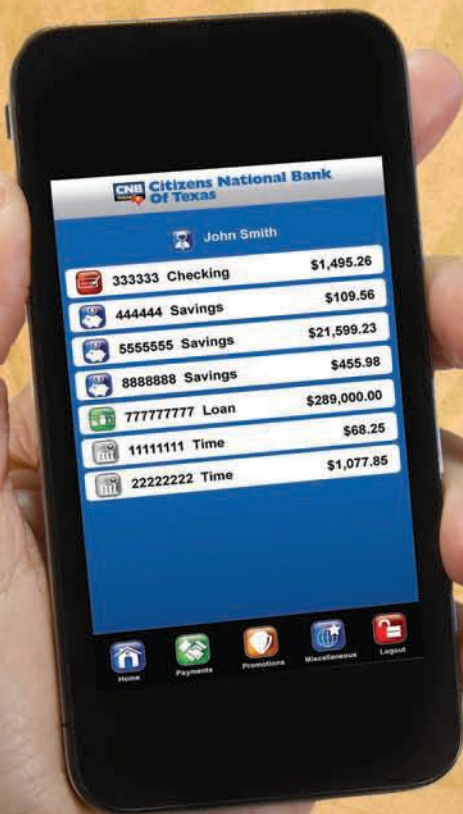 CNB Citizens National Bank
TEXAS Of Texas
John Smith
333333 Checking $1,495.26
444444 Savings $109.56
5555555 Savings $21,599.23
8888888 Savings $455.98
777777777 Loan $289,000.00
11111111 Time $68.25
22222222 Time $1,077.85
Home Payments Promotions Miscellaneous Logout